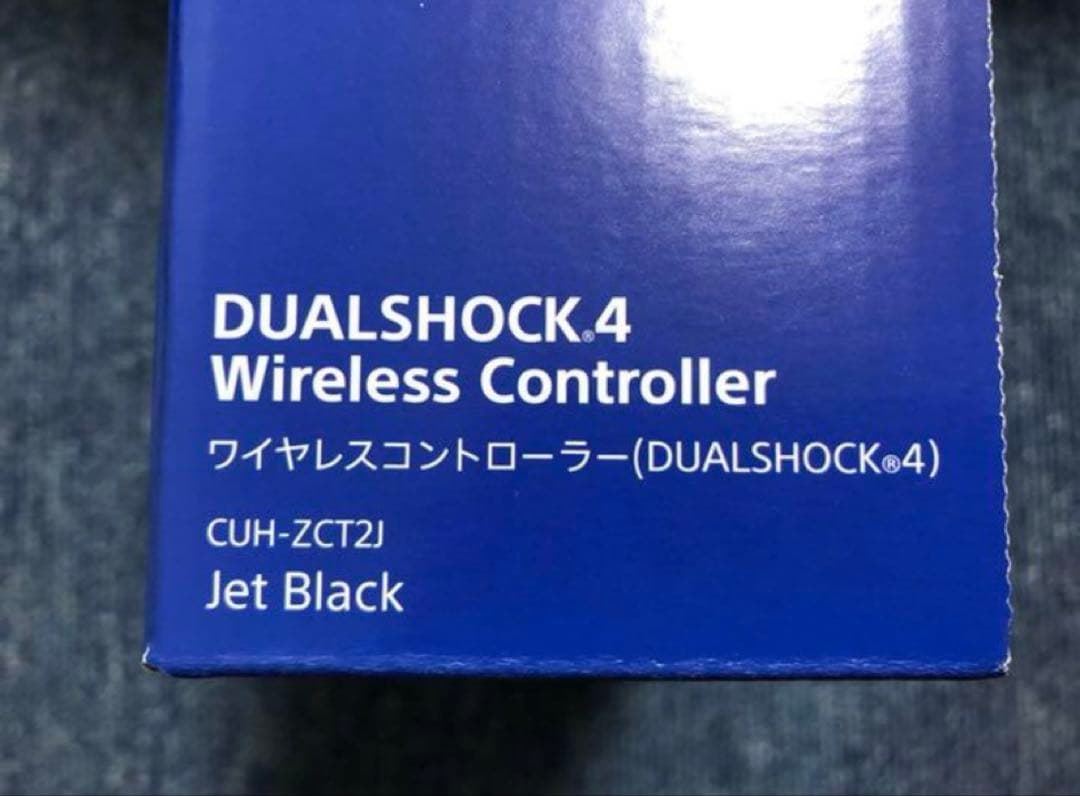 DUALSHOCK®4
Wireless Controller
ワイヤレスコントローラー(DUALSHOCK®4)
CUH-ZCT2J
Jet Black